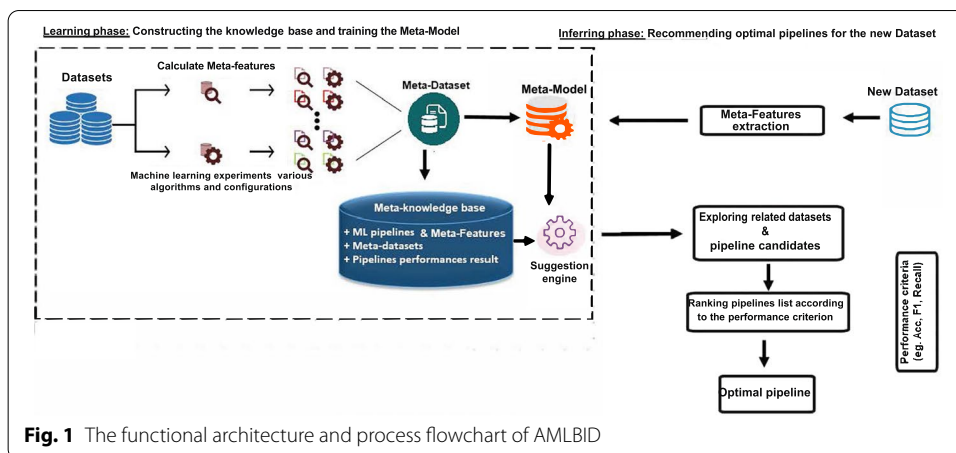 Learning phase: Constructing the knowledge base and training the Meta-Model
Inferring phase: Recommending optimal pipelines for the new Dataset
Datasets
Calculate Meta-features
Machine learning experiments various
algorithms and configurations
Meta-Dataset
Meta-Model
Meta-knowledge base
+ ML pipelines & Meta-Features
+ Meta-datasets
+ Pipelines performances result
Suggestion
engine
New Dataset
Meta-Features
extraction
Exploring related datasets
&
pipeline candidates
Ranking pipelines list according
to the performance criterion
Optimal pipeline
Performance criteria
(eg. Acc, F1, Recall)
Fig. 1 The functional architecture and process flowchart of AMLBID